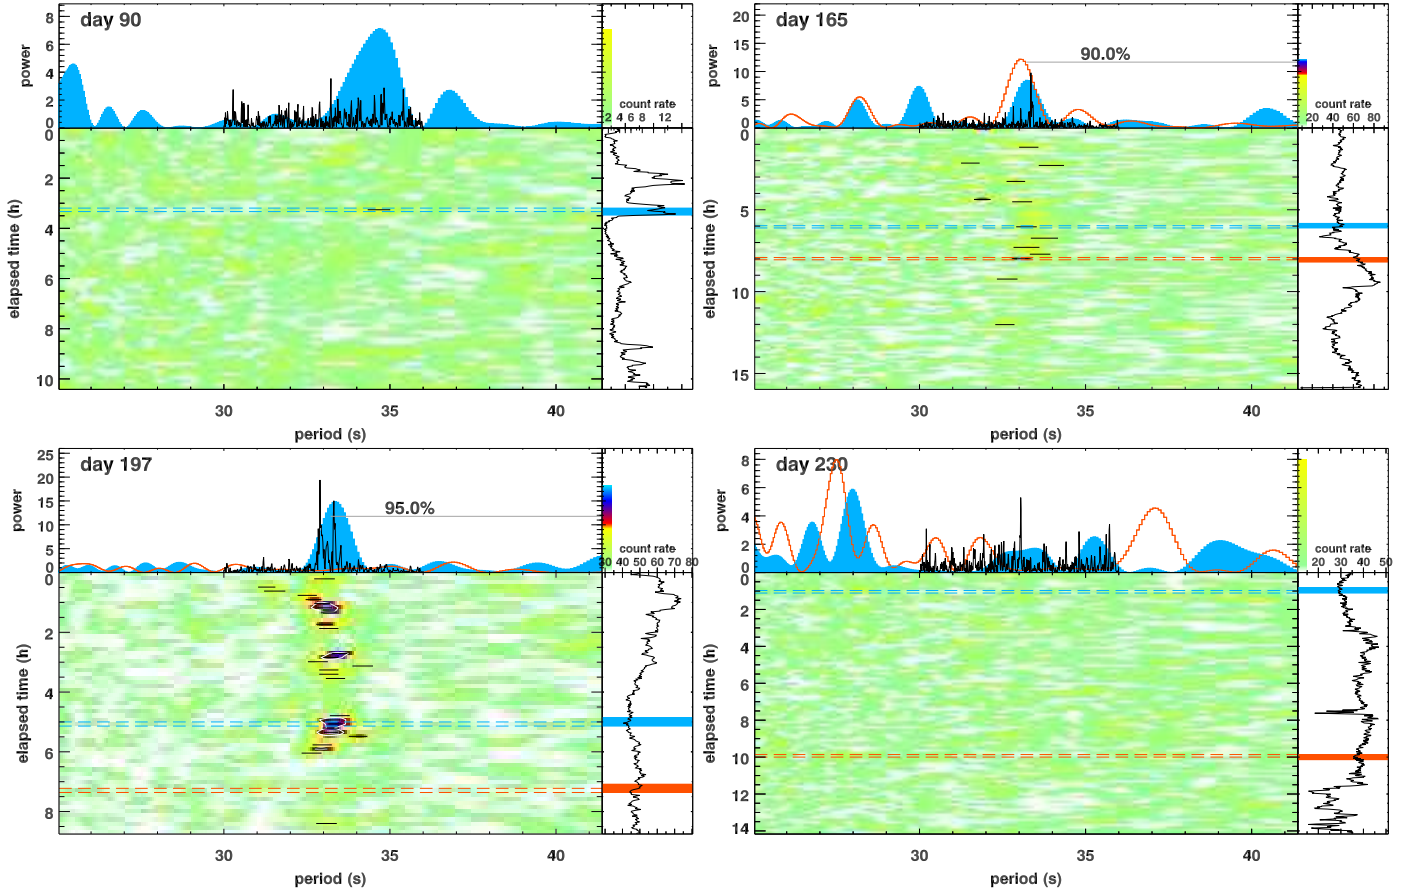 day 90
8
6
4
2
0
power
count rate
2 4 6 8 12
0
2
4
6
8
10
elapsed time (h)
30 35 40
period (s)
day 165
20
15
10
5
0
power
90.0%
count rate
20 40 60 80
0
5
10
15
elapsed time (h)
30 35 40
period (s)
day 197
25
20
15
10
5
0
power
95.0%
count rate
30 40 50 60 70 80
0
2
4
6
8
elapsed time (h)
30 35 40
period (s)
day 230
8
6
4
2
0
power
count rate
20 30 40 50
0
2
4
6
8
10
12
14
elapsed time (h)
30 35 40
period (s)